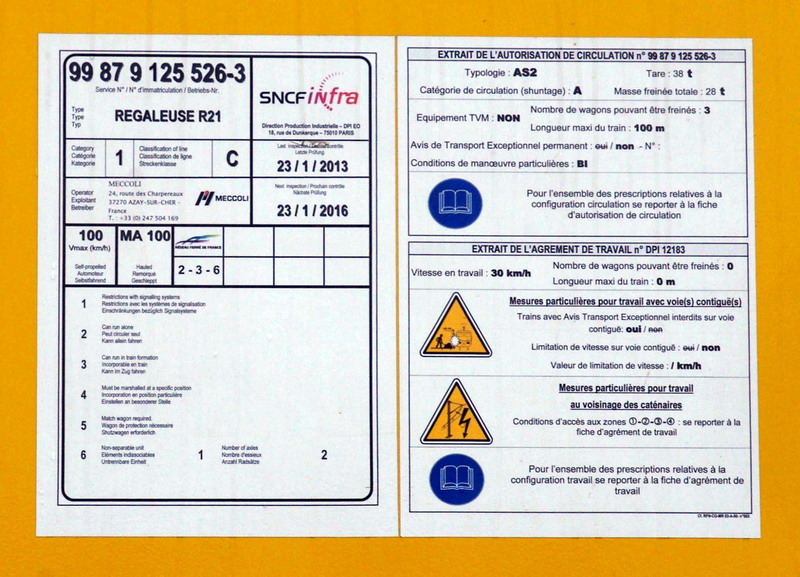 99 87 9 125 526-3
Service N° / N° d'immatriculation / Betriebs-Nr.
Type
Type
Typ
REGALEUSE R21
SNCF infra
Direction Production Industrielle – DPI EO
18, rue de Dunkerque – 75010 PARIS
Category
Catégorie
Kategorie
1
Classification of line
Classification de ligne
Streckenklasse
C
Letzte Prüfung
23 / 1 / 2013
Operator
Exploitant
Betreiber
MECCOLI
24, route des Charpereaux
37270 AZAY-SUR-CHER –
France
T. : +33 (0) 247 504 169
MECCOLI
Next inspection / Prochain contrôle
Nächste Prüfung
23 / 1 / 2016
100
Vmax (km/h)
MA 100
RÉSEAU FERRÉ DE FRANCE
Self-propelled
Automoteur
Selbstfahrend
Hauled
Remorqué
Geschleppt
2 - 3 - 6
1
Restrictions with signalling systems
Restrictions avec les systèmes de signalisation
Einschränkungen bezüglich Signalsysteme
2
Can run alone
Peut circuler seul
Kann allein fahren
3
Can run in train formation
Incorporable en train
Kann im Zug fahren
4
Must be marshalled at a specific position
Incorporation en position particulière
Einstellen an besonderer Stelle
5
Match wagon required
Wagon de protection nécessaire
Shutzwagen erforderlich
6
Non-separable unit
Eléments indissociables
Untrennbare Einheit
1
Number of axles
Nombre d'essieux
Anzahl Radsätze
2
EXTRAIT DE L'AUTORISATION DE CIRCULATION n° 99 87 9 125 526-3
Typologie : AS2 Tare : 38 t
Catégorie de circulation (shuntage) : A Masse freinée totale : 28 t
Equipement TVM : NON
Nombre de wagons pouvant être freinés : 3
Longueur maxi du train : 100 m
Avis de Transport Exceptionnel permanent : oui / non - N° :
Conditions de manœuvre particulières : BI
Pour l'ensemble des prescriptions relatives à la
configuration circulation se reporter à la fiche
d'autorisation de circulation
EXTRAIT DE L'AGREMENT DE TRAVAIL n° DPI 12183
Vitesse en travail : 30 km/h
Nombre de wagons pouvant être freinés : 0
Longueur maxi du train : 0 m
Mesures particulières pour travail avec voie(s) contiguë(s)
Trains avec Avis Transport Exceptionnel interdits sur voie
contiguë: oui / non
Limitation de vitesse sur voie contiguë : oui / non
Valeur de limitation de vitesse : / km/h
Mesures particulières pour travail
au voisinage des caténaires
Conditions d'accès aux zones ①-②-③-④ : se reporter à la
fiche d'agrément de travail
Pour l'ensemble des prescriptions relatives à la
configuration travail se reporter à la fiche d'agrément de
travail